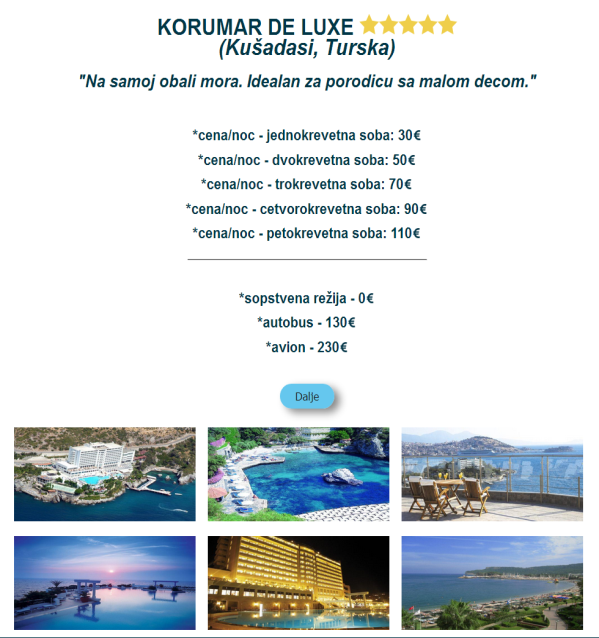 KORUMAR DE LUXE
(Kušadasi, Turska)
"Na samoj obali mora. Idealan za porodicu sa malom decom."
*cena/noc - jednokrevetna soba: 30€
*cena/noc - dvokrevetna soba: 50€
*cena/noc - trokrevetna soba: 70€
*cena/noc - cetvorokrevetna soba: 90€
*cena/noc - petokrevetna soba: 110€
*sopstvena režija - 0€
*autobus - 130€
*avion - 230€
Dalje